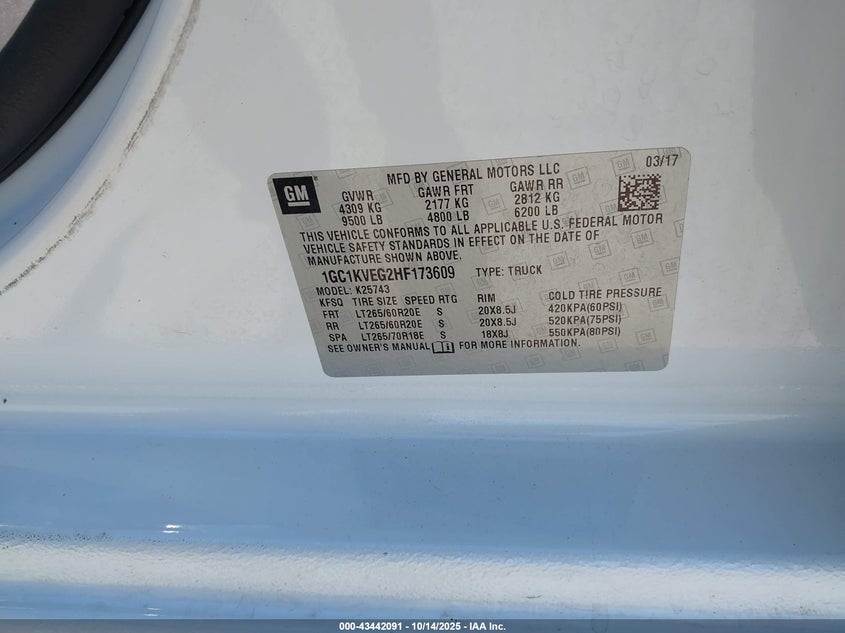 GM
MFD BY GENERAL MOTORS LLC 03/17
GVWR GAWR FRT GAWR RR
4309 KG 2177 KG 2812 KG
9500 LB 4800 LB 6200 LB
THIS VEHICLE CONFORMS TO ALL APPLICABLE U.S. FEDERAL MOTOR
VEHICLE SAFETY STANDARDS IN EFFECT ON THE DATE OF
MANUFACTURE SHOWN ABOVE.
1GC1KVEG2HF173609 TYPE: TRUCK
MODEL: K25743
KFSQ TIRE SIZE SPEED RTG RIM COLD TIRE PRESSURE
FRT LT265/60R20E S 20X8.5J 420KPA(60PSI)
RR LT265/60R20E S 20X8.5J 520KPA(75PSI)
SPA LT265/70R18E S 18X8J 550KPA(80PSI)
SEE OWNER'S MANUAL FOR MORE INFORMATION.
000-43442091 - 10/14/2025 - IAA Inc.